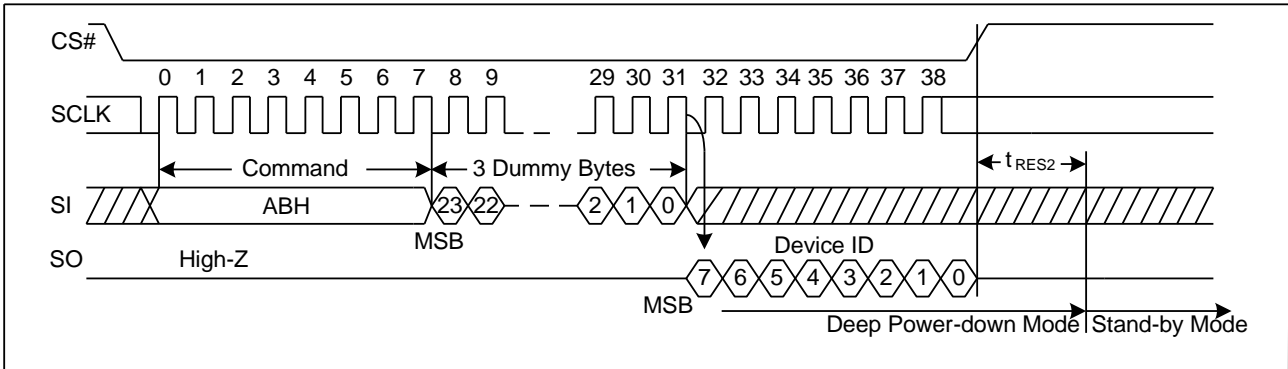 CS#
0 1 2 3 4 5 6 7 8 9 29 30 31 32 33 34 35 36 37 38
SCLK
Command 3 Dummy Bytes tRES2
SI ABH 23 22 2 1 0
MSB Device ID
SO High-Z
7 6 5 4 3 2 1 0
MSB
Deep Power-down Mode Stand-by Mode